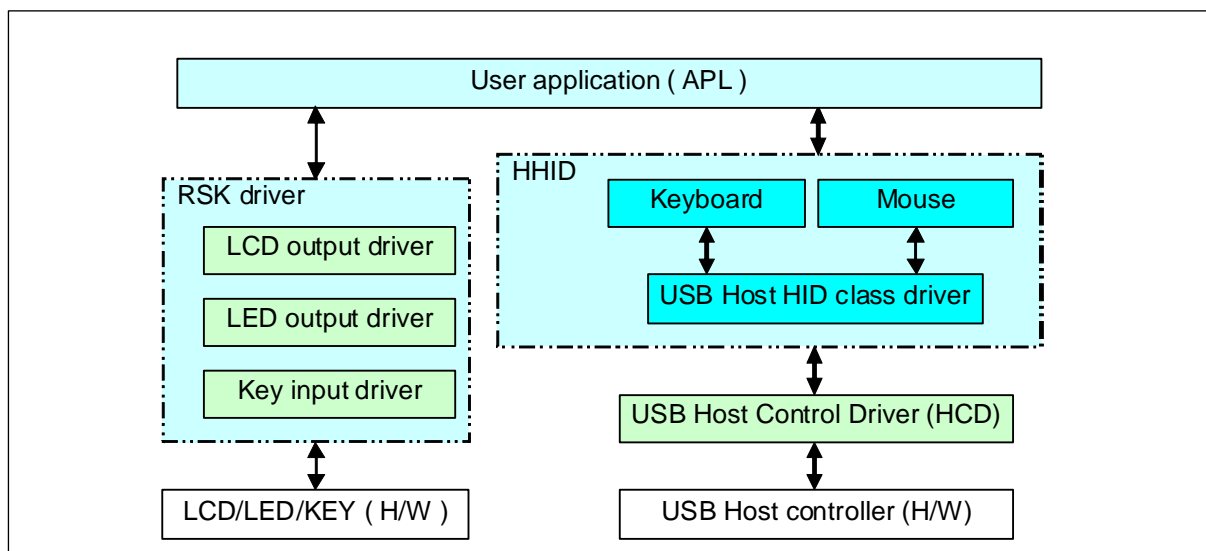 User application ( APL )
HHID
RSK driver
Keyboard
Mouse
LCD output driver
USB Host HID class driver
LED output driver
Key input driver
USB Host Control Driver (HCD)
LCD/LED/KEY ( H/W )
USB Host controller (H/W)